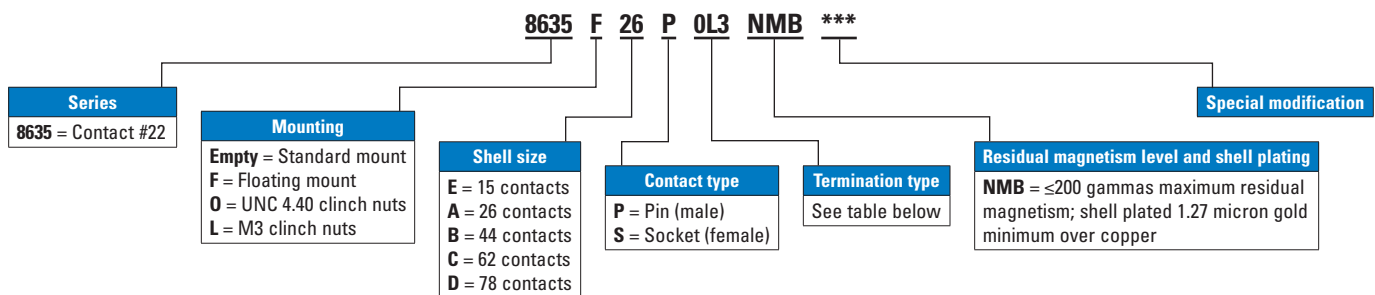 8635 F 26 P 0L3 NMB ***
Series
8635 = Contact #22
Mounting
Empty = Standard mount
F = Floating mount
O = UNC 4.40 clinch nuts
L = M3 clinch nuts
Shell size
E = 15 contacts
A = 26 contacts
B = 44 contacts
C = 62 contacts
D = 78 contacts
Contact type
P = Pin (male)
S = Socket (female)
Termination type
See table below
Residual magnetism level and shell plating
NMB = ≤200 gammas maximum residual
magnetism; shell plated 1.27 micron gold
minimum over copper
Special modification